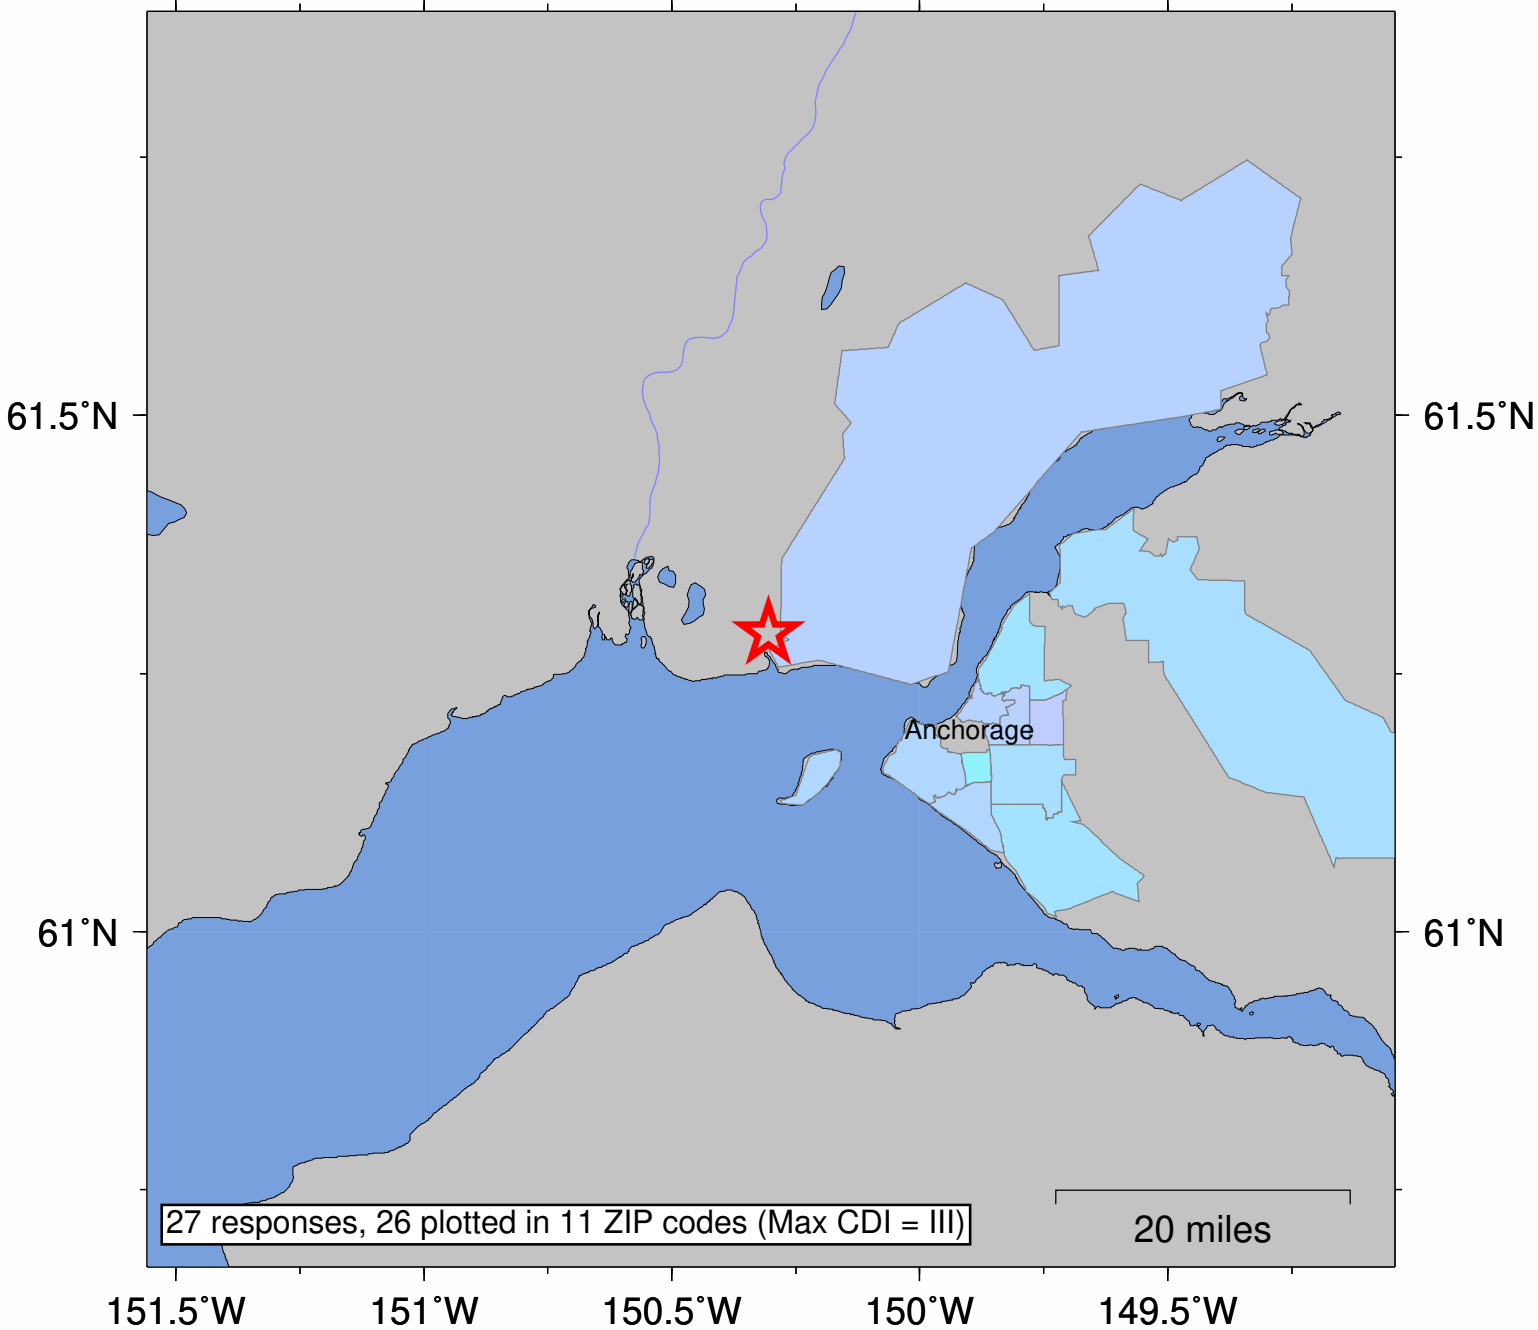 61.5˚N
61.5˚N
Anchorage
61˚N
61˚N
27 responses, 26 plotted in 11 ZIP codes (Max CDI = III)
20 miles
151.5˚W
151˚W
150.5˚W
150˚W
149.5˚W